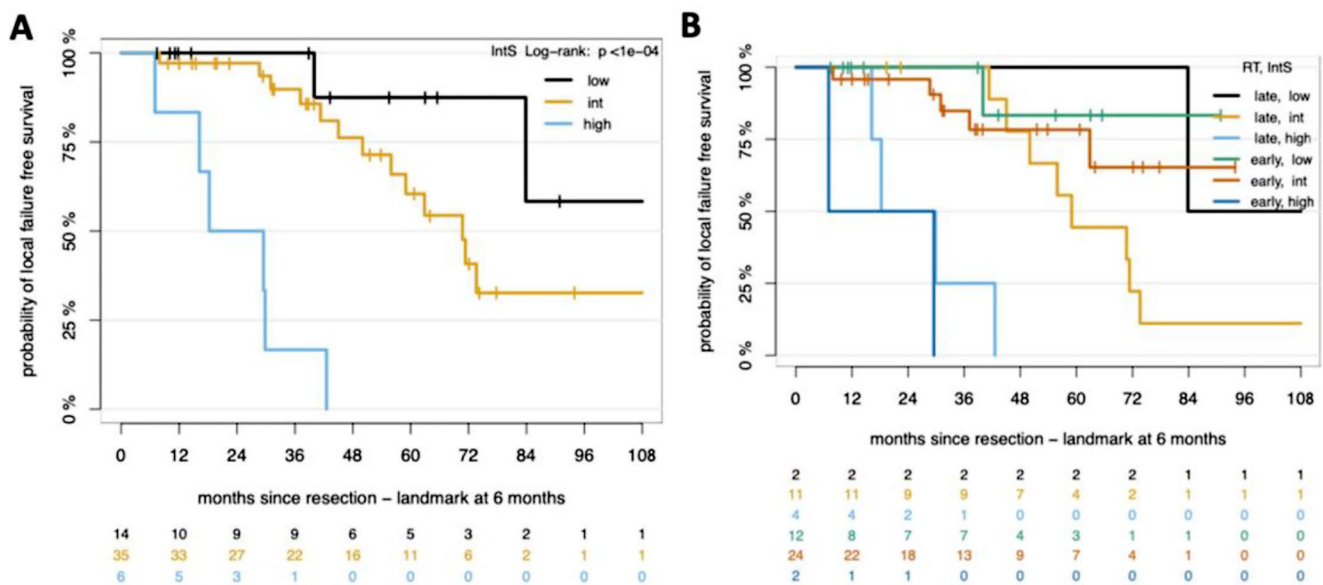 A
IntS Log-rank: p <1e-04
low
int
high
probability of local failure free survival
100 %
75 %
50 %
25 %
0 %
0 12 24 36 48 60 72 84 96 108
months since resection – landmark at 6 months
14 10 9 9 6 5 3 2 1 1
35 33 27 22 16 11 6 2 1 1
6 5 3 1 0 0 0 0 0 0
B
RT, IntS
late, low
late, int
late, high
early, low
early, int
early, high
probability of local failure free survival
100 %
75 %
50 %
25 %
0 %
0 12 24 36 48 60 72 84 96 108
months since resection – landmark at 6 months
2 2 2 2 2 2 2 1 1 1
11 11 9 9 7 4 2 1 1 1
4 4 2 1 0 0 0 0 0 0
12 8 7 7 4 3 1 1 0 0
24 22 18 13 9 7 4 1 0 0
2 1 1 0 0 0 0 0 0 0